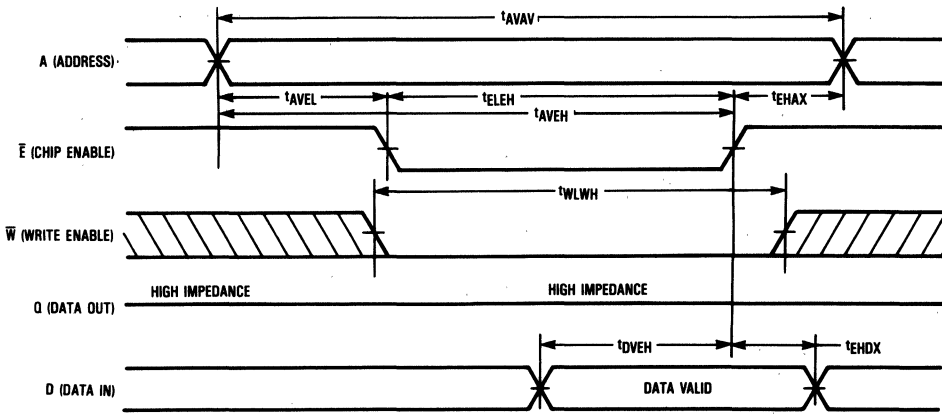 tAVAV
A (ADDRESS)
tAVEL
tELEH
tEHAX
tAVEH
E̅ (CHIP ENABLE)
tWLWH
W̅ (WRITE ENABLE)
HIGH IMPEDANCE
HIGH IMPEDANCE
Q (DATA OUT)
tDVEH
tEHDX
D (DATA IN)
DATA VALID